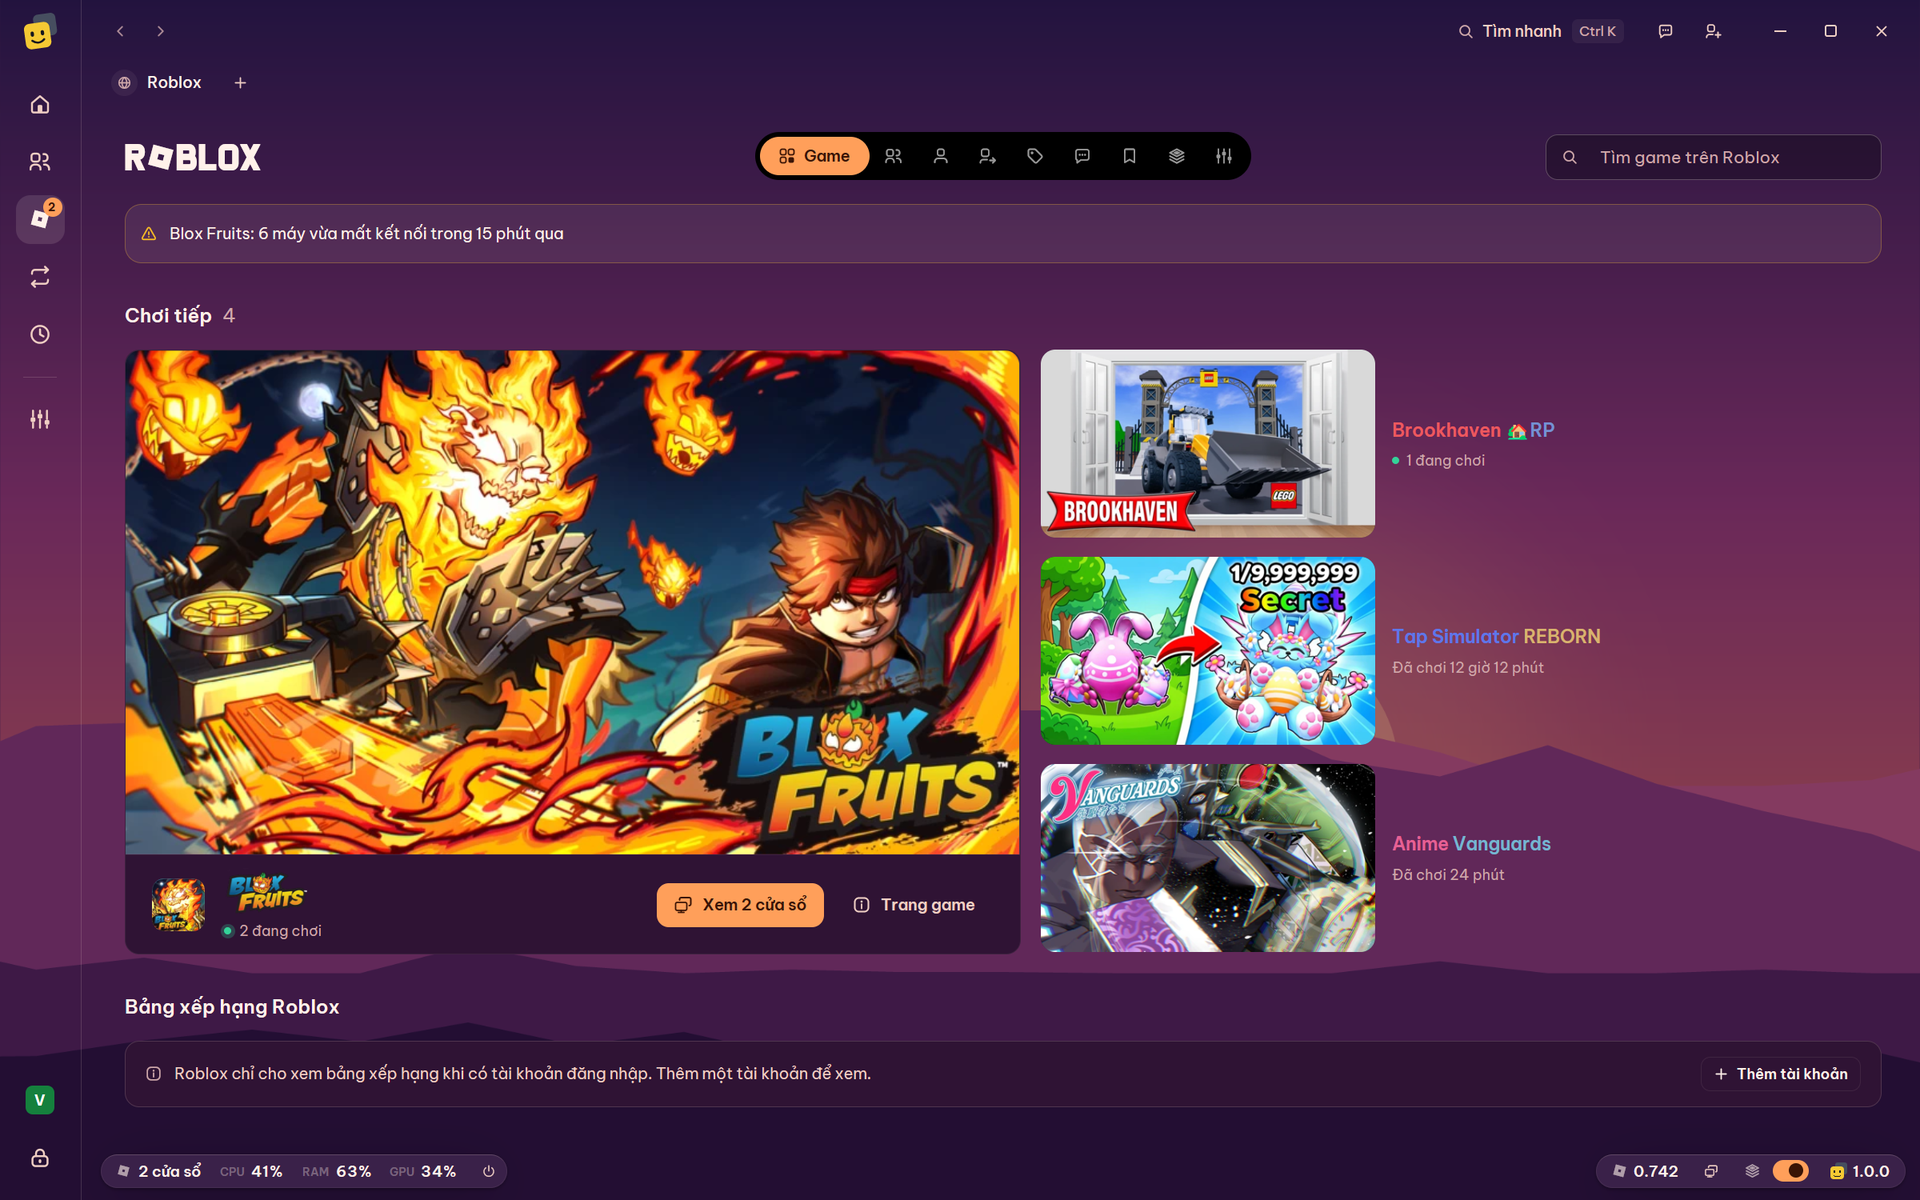 Tìm nhanh Ctrl K
Roblox
ROBLOX
Game
Tìm game trên Roblox
2
Blox Fruits: 6 máy vừa mất kết nối trong 15 phút qua
Chơi tiếp 4
BLOX
FRUITS™
BLOX
FRUITS
2 đang chơi
Xem 2 cửa sổ
Trang game
LEGO
BROOKHAVEN
Brookhaven 🏡RP
1 đang chơi
1/9,999,999
Secret
Tap Simulator REBORN
Đã chơi 12 giờ 12 phút
VANGUARDS
Anime Vanguards
Đã chơi 24 phút
Bảng xếp hạng Roblox
Roblox chỉ cho xem bảng xếp hạng khi có tài khoản đăng nhập. Thêm một tài khoản để xem.
Thêm tài khoản
V
2 cửa sổ CPU 41% RAM 63% GPU 34%
0.742
1.0.0